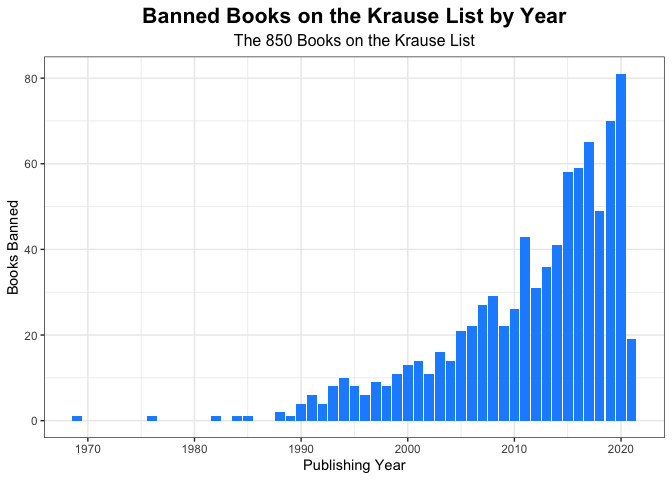 Banned Books on the Krause List by Year
The 850 Books on the Krause List
Books Banned
80
60
40
20
0
1970 1980 1990 2000 2010 2020
Publishing Year